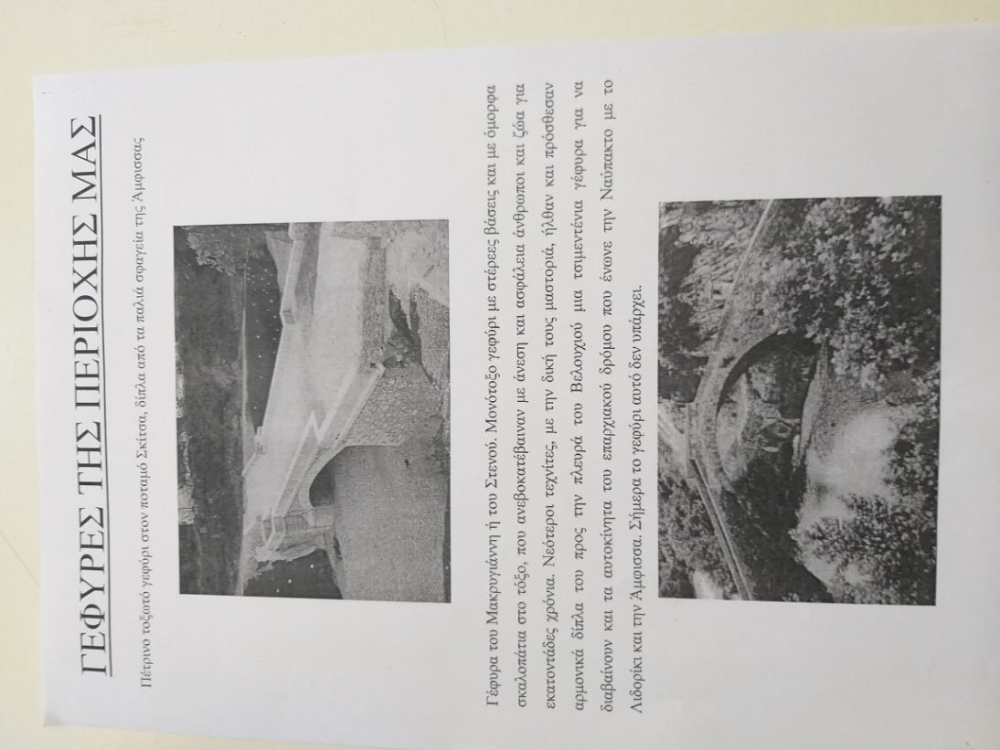 ΓΕΦΥΡΕΣ ΤΗΣ ΠΕΡΙΟΧΗΣ ΜΑΣ
Πέτρινο τοξωτό γεφύρι στον ποταμό Σκίτσα, δίπλα από τα παλιά σφαγεία της Άμφισσας
Γέφυρα του Μακρυγιάννη ή του Στενού. Μονότοξο γεφύρι με στέρεες βάσεις και με όμορφα
σκαλοπάτια στο τόξο, που ανεβοκατέβαιναν με άνεση και ασφάλεια άνθρωποι και ζώα για
εκατοντάδες χρόνια. Νεότεροι τεχνίτες, με την δική τους μαστοριά, ήλθαν και πρόσθεσαν
αρμονικά δίπλα του προς την πλευρά του Βελουχιού μια τσιμεντένια γέφυρα για να
διαβαίνουν και τα αυτοκίνητα του επαρχιακού δρόμου που ένωνε την Ναύπακτο με το
Λιδορίκι και την Άμφισσα. Σήμερα το γεφύρι αυτό δεν υπάρχει.